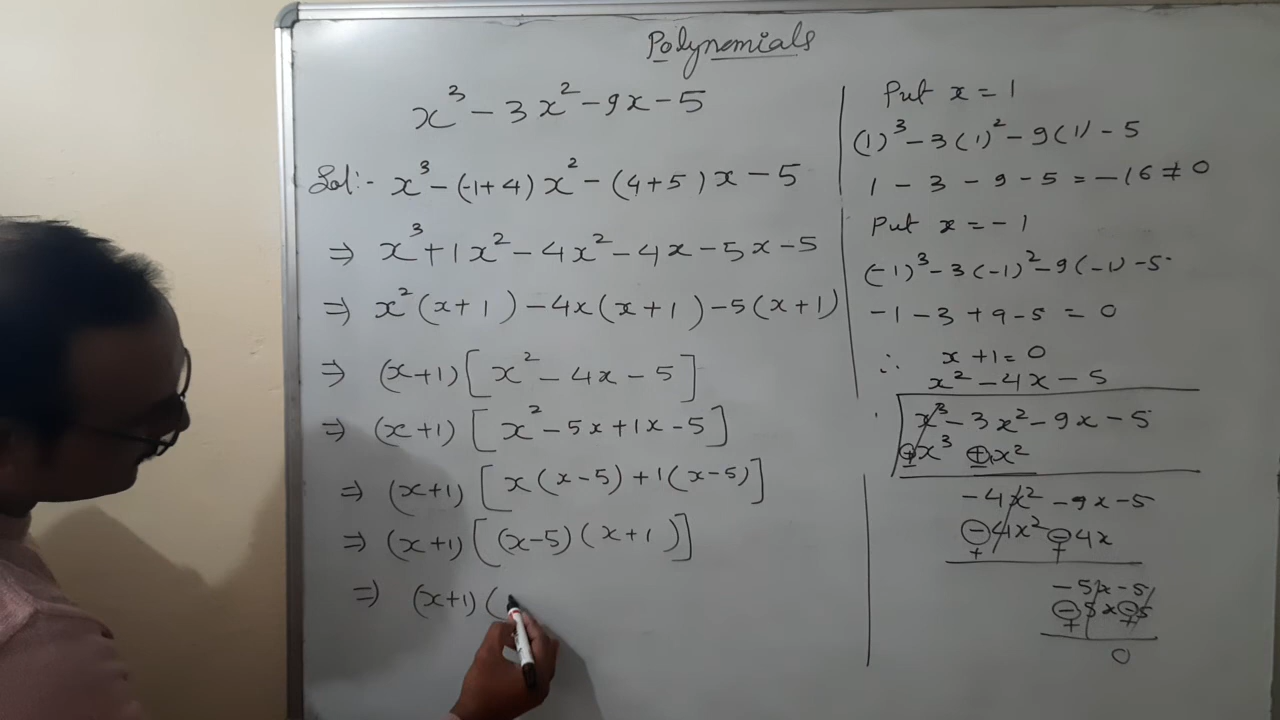 Polynomials
x³ - 3x² - 9x - 5
Sol:- x³ - (-1+4)x² - (4+5)x - 5
⇒ x³ + 1x² - 4x² - 4x - 5x - 5
⇒ x²(x+1) - 4x(x+1) - 5(x+1)
⇒ (x+1)[x² - 4x - 5]
⇒ (x+1)[x² - 5x + 1x - 5]
⇒ (x+1)[x(x-5) + 1(x-5)]
⇒ (x+1)[(x-5)(x+1)]
⇒ (x+1)(
Put x = 1
(1)³ - 3(1)² - 9(1) - 5
1 - 3 - 9 - 5 = -16 ≠ 0
Put x = -1
(-1)³ - 3(-1)² - 9(-1) - 5
-1 - 3 + 9 - 5 = 0
∴ x + 1 = 0
x² - 4x - 5
x³ - 3x² - 9x - 5
+x³ +x²
-4x² - 9x - 5
-4x² - 4x
+ +
-5x - 5
-5x - 5
+ +
0